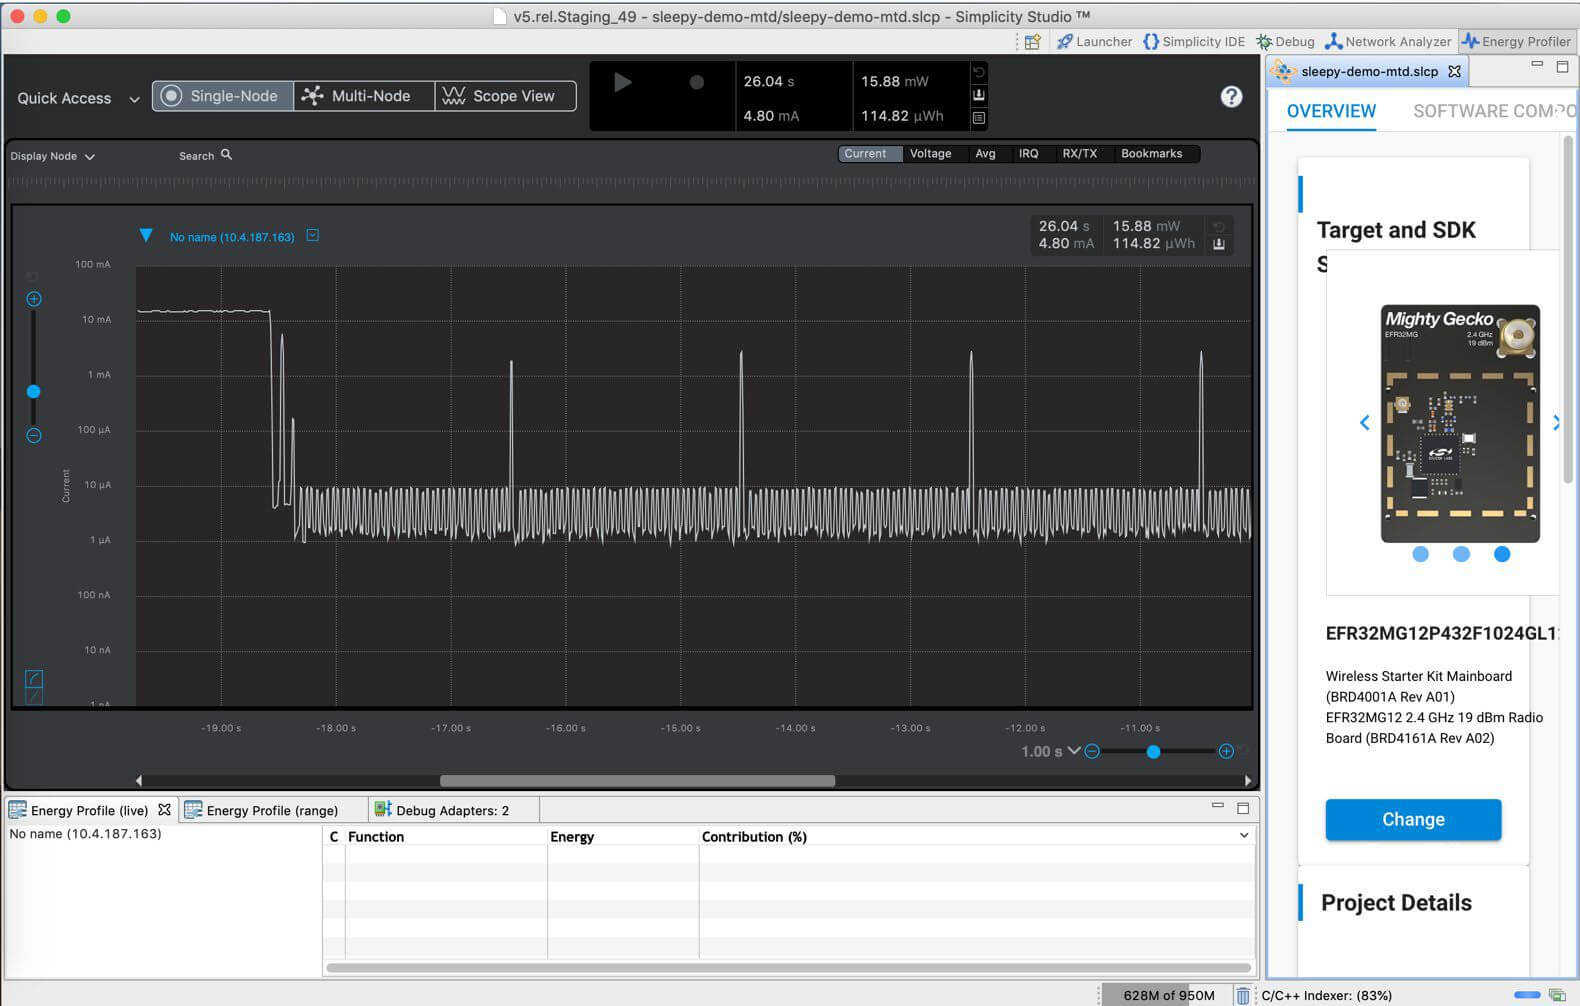 v5.rel.Staging_49 - sleepy-demo-mtd/sleepy-demo-mtd.slcp - Simplicity Studio ™
Launcher
Simplicity IDE
Debug
Network Analyzer
Energy Profiler
Quick Access
Single-Node
Multi-Node
Scope View
26.04 s
15.88 mW
4.80 mA
114.82 µWh
?
sleepy-demo-mtd.slcp
OVERVIEW
SOFTWARE COMPO
Display Node
Search
Current
Voltage
Avg
IRQ
RX/TX
Bookmarks
No name (10.4.187.163)
26.04 s
15.88 mW
4.80 mA
114.82 µWh
100 mA
10 mA
1 mA
100 µA
10 µA
1 µA
100 nA
10 nA
1 nA
Current
-19.00 s
-18.00 s
-17.00 s
-16.00 s
-15.00 s
-14.00 s
-13.00 s
-12.00 s
-11.00 s
1.00 s
Target and SDK
S
Mighty Gecko
EFR32MG
2.4 GHz
19 dBm
SILICON LABS
EFR32MG12P432F1024GL1
Wireless Starter Kit Mainboard
(BRD4001A Rev A01)
EFR32MG12 2.4 GHz 19 dBm Radio
Board (BRD4161A Rev A02)
Change
Project Details
Energy Profile (live)
Energy Profile (range)
Debug Adapters: 2
No name (10.4.187.163)
C
Function
Energy
Contribution (%)
628M of 950M
C/C++ Indexer: (83%)